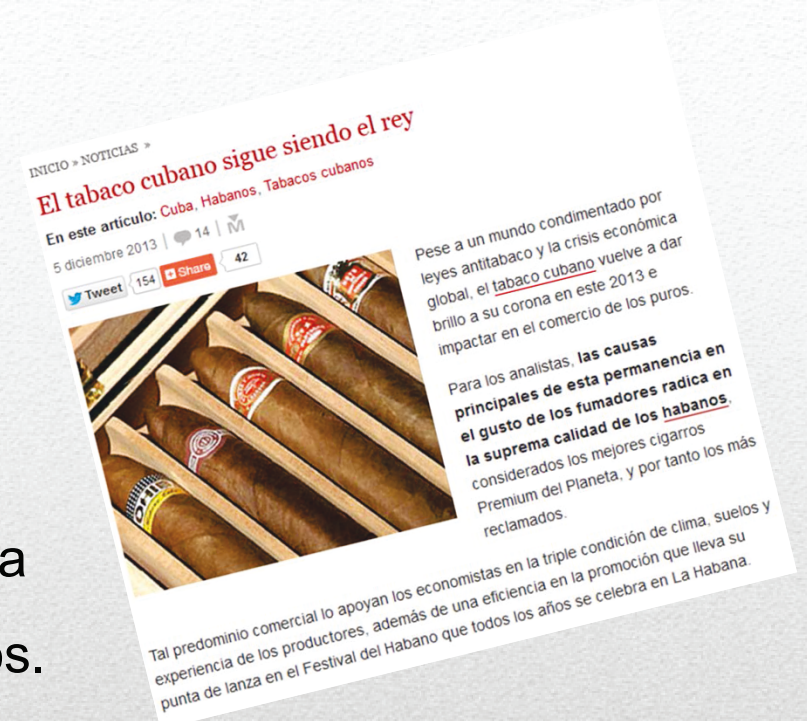 INICIO » NOTICIAS »
El tabaco cubano sigue siendo el rey
En este artículo: Cuba, Habanos, Tabacos cubanos
5 diciembre 2013 | 14 |
Tweet 154 Share 42
Pese a un mundo condimentado por
leyes antitabaco y la crisis económica
global, el tabaco cubano vuelve a dar
brillo a su corona en este 2013 e
impactar en el comercio de los puros.
Para los analistas, las causas
principales de esta permanencia en
el gusto de los fumadores radica en
la suprema calidad de los habanos,
considerados los mejores cigarros
Premium del Planeta, y por tanto los más
reclamados.
Tal predominio comercial lo apoyan los economistas en la triple condición de clima, suelos y
experiencia de los productores, además de una eficiencia en la promoción que lleva su
punta de lanza en el Festival del Habano que todos los años se celebra en La Habana.
a
os.